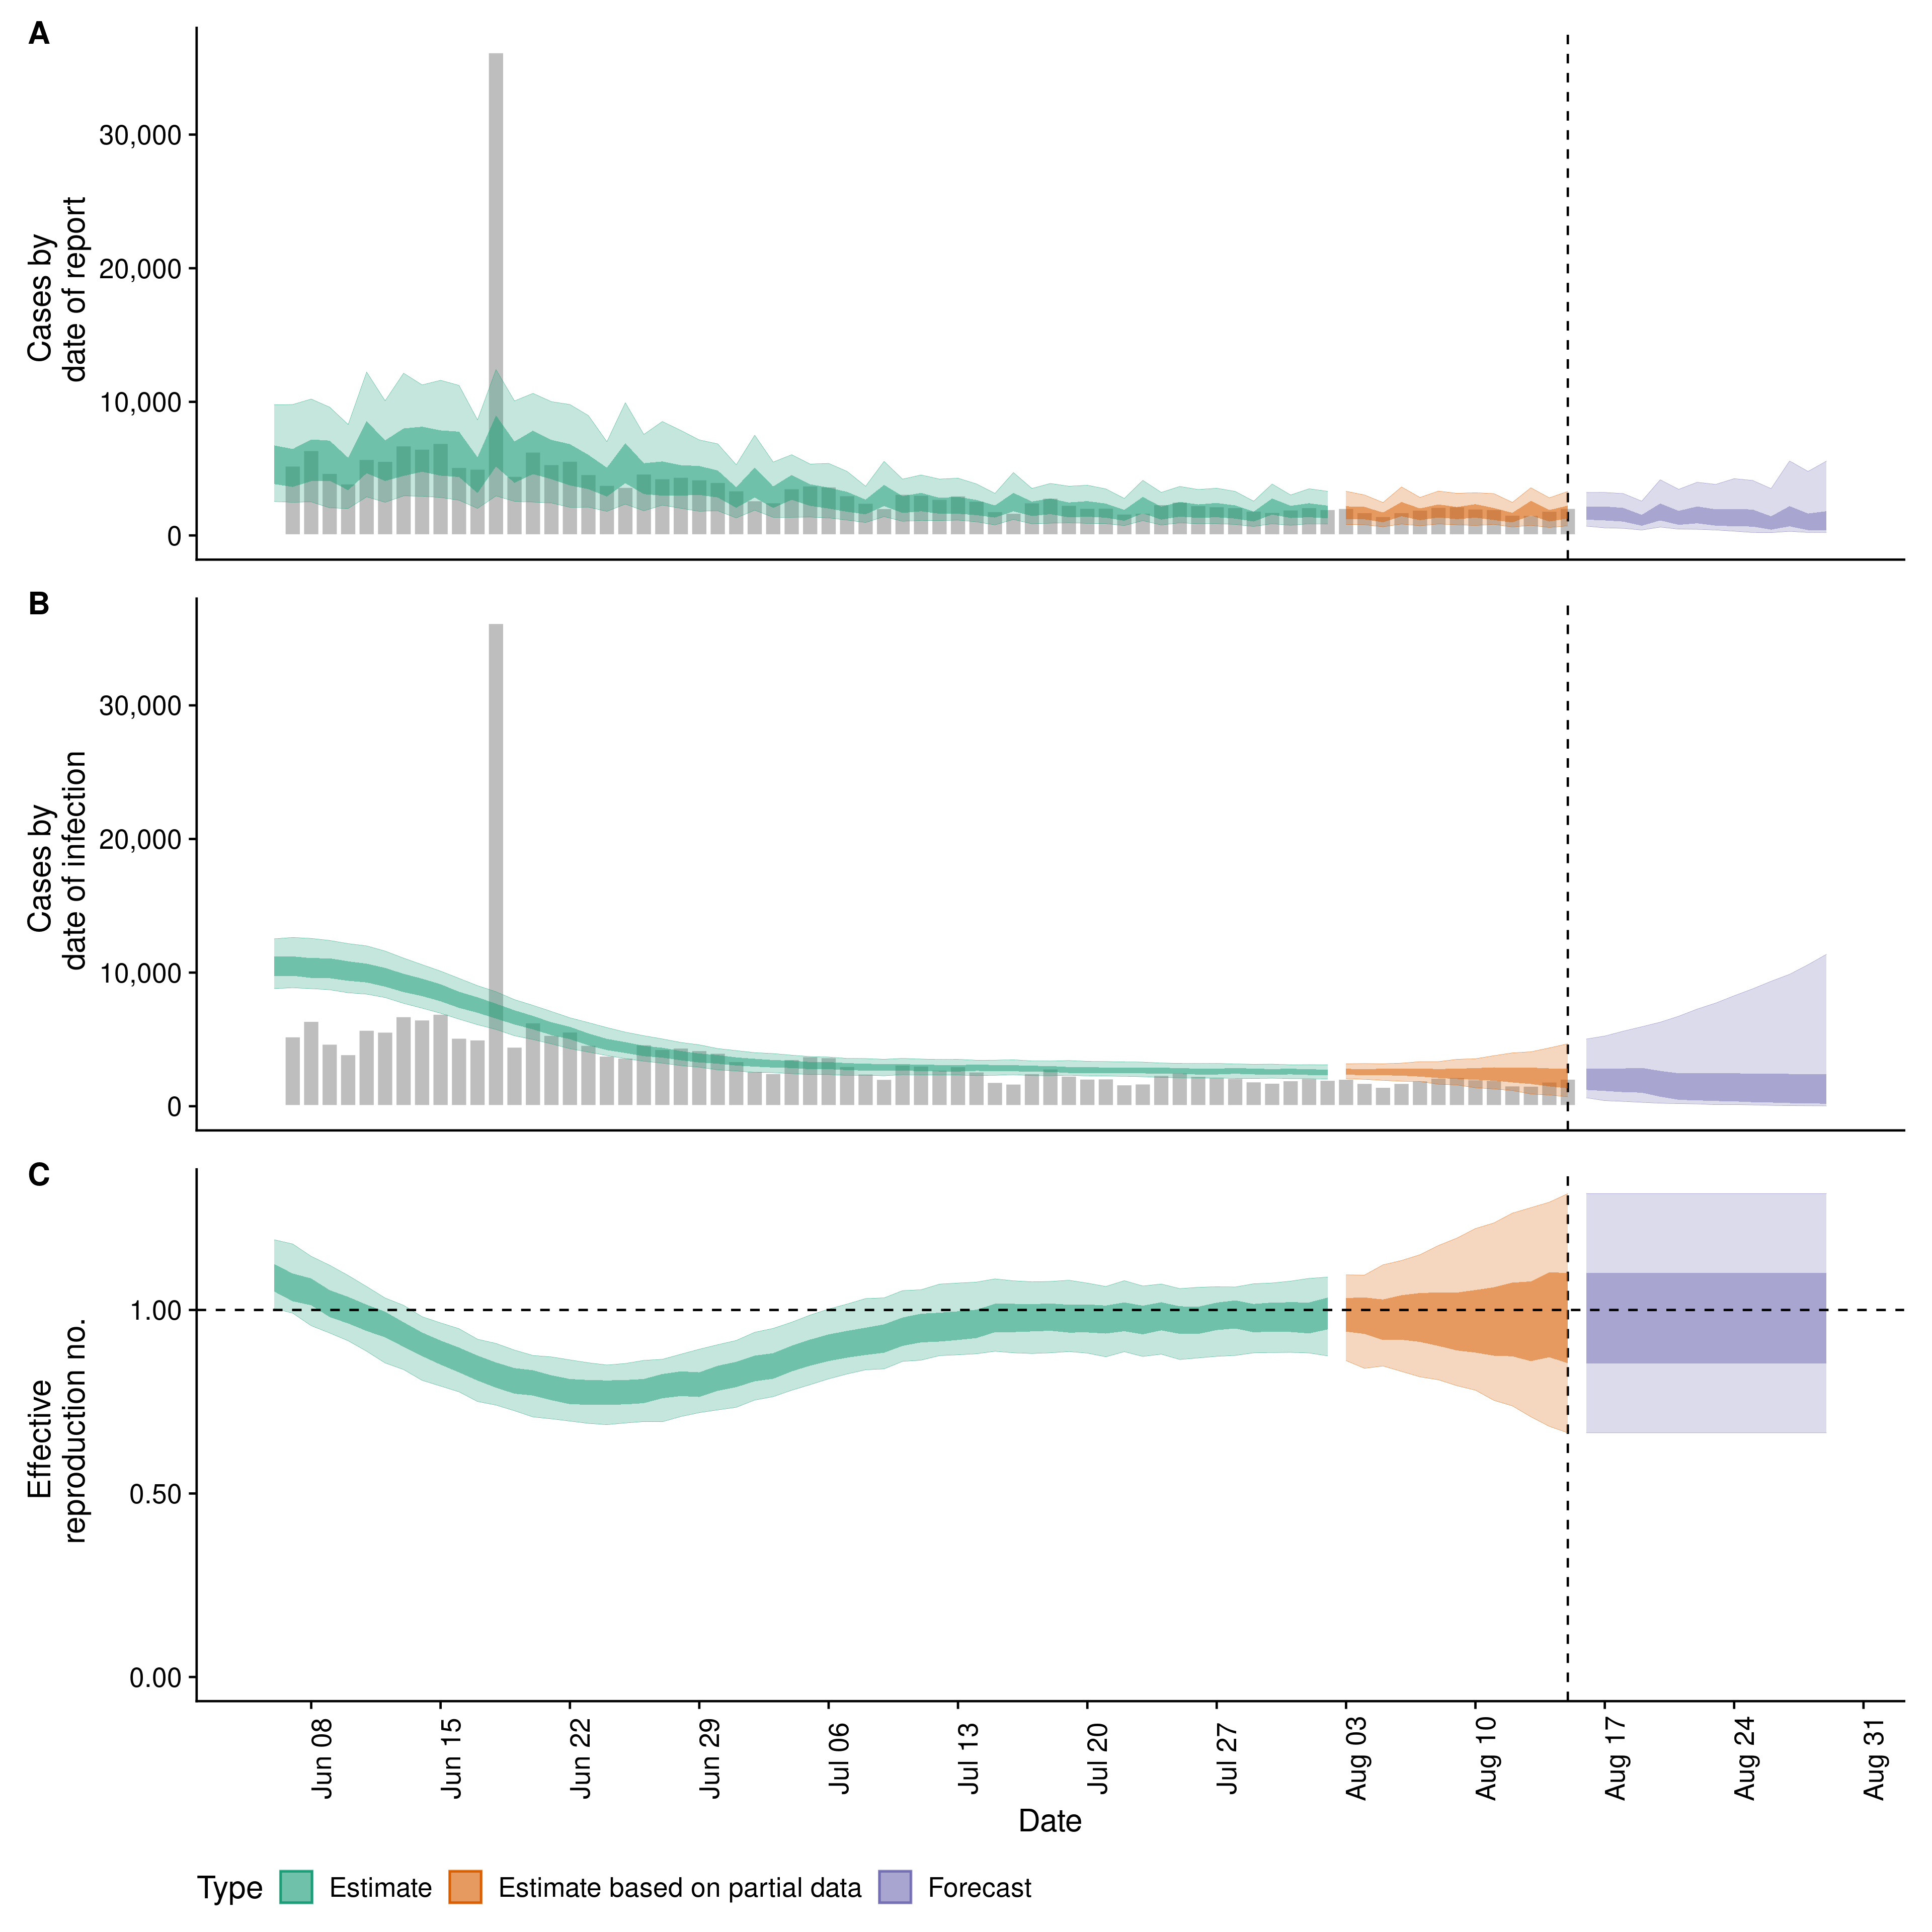 A
Cases by
date of report
30,000
20,000
10,000
0
B
Cases by
date of infection
30,000
20,000
10,000
0
C
Effective
reproduction no.
1.00
0.50
0.00
Jun 08
Jun 15
Jun 22
Jun 29
Jul 06
Jul 13
Jul 20
Jul 27
Aug 03
Aug 10
Aug 17
Aug 24
Aug 31
Date
Type Estimate Estimate based on partial data Forecast